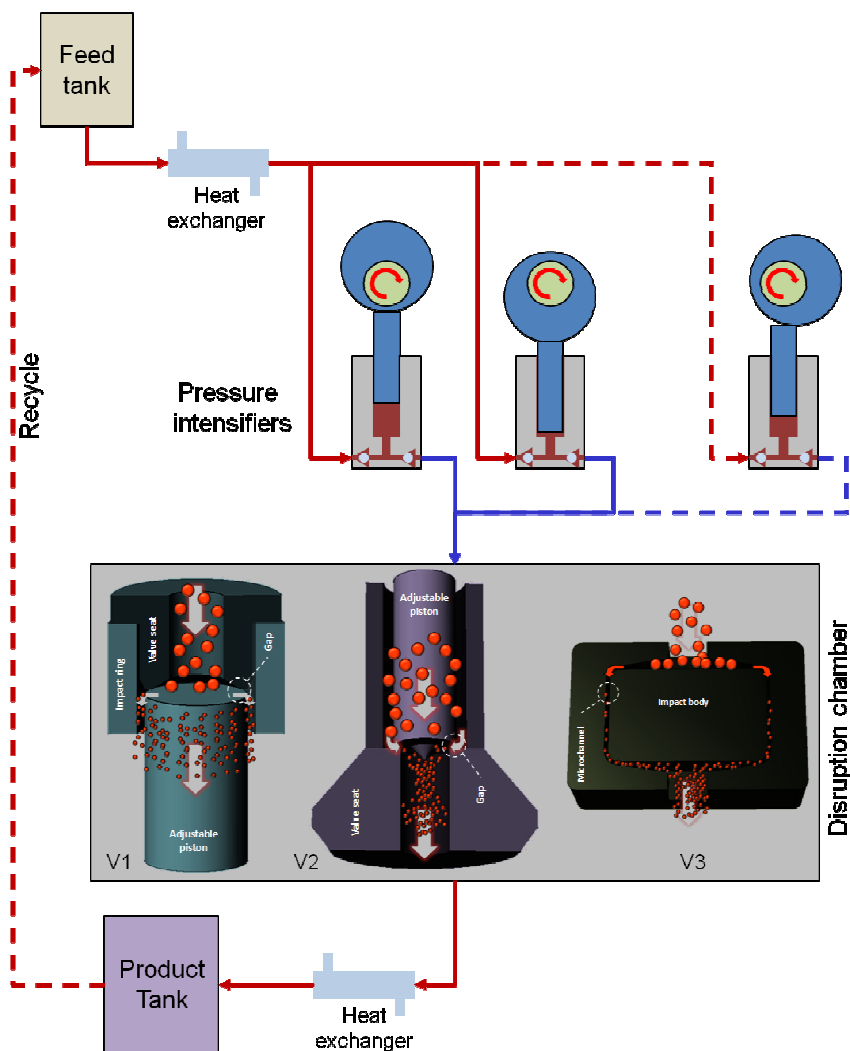 Feed
tank
Heat
exchanger
Recycle
Pressure
intensifiers
Impact ring
Valve seat
Gap
Adjustable
piston
V1
Adjustable
piston
Valve seat
Gap
V2
Microchannel
Impact body
V3
Disruption chamber
Product
Tank
Heat
exchanger